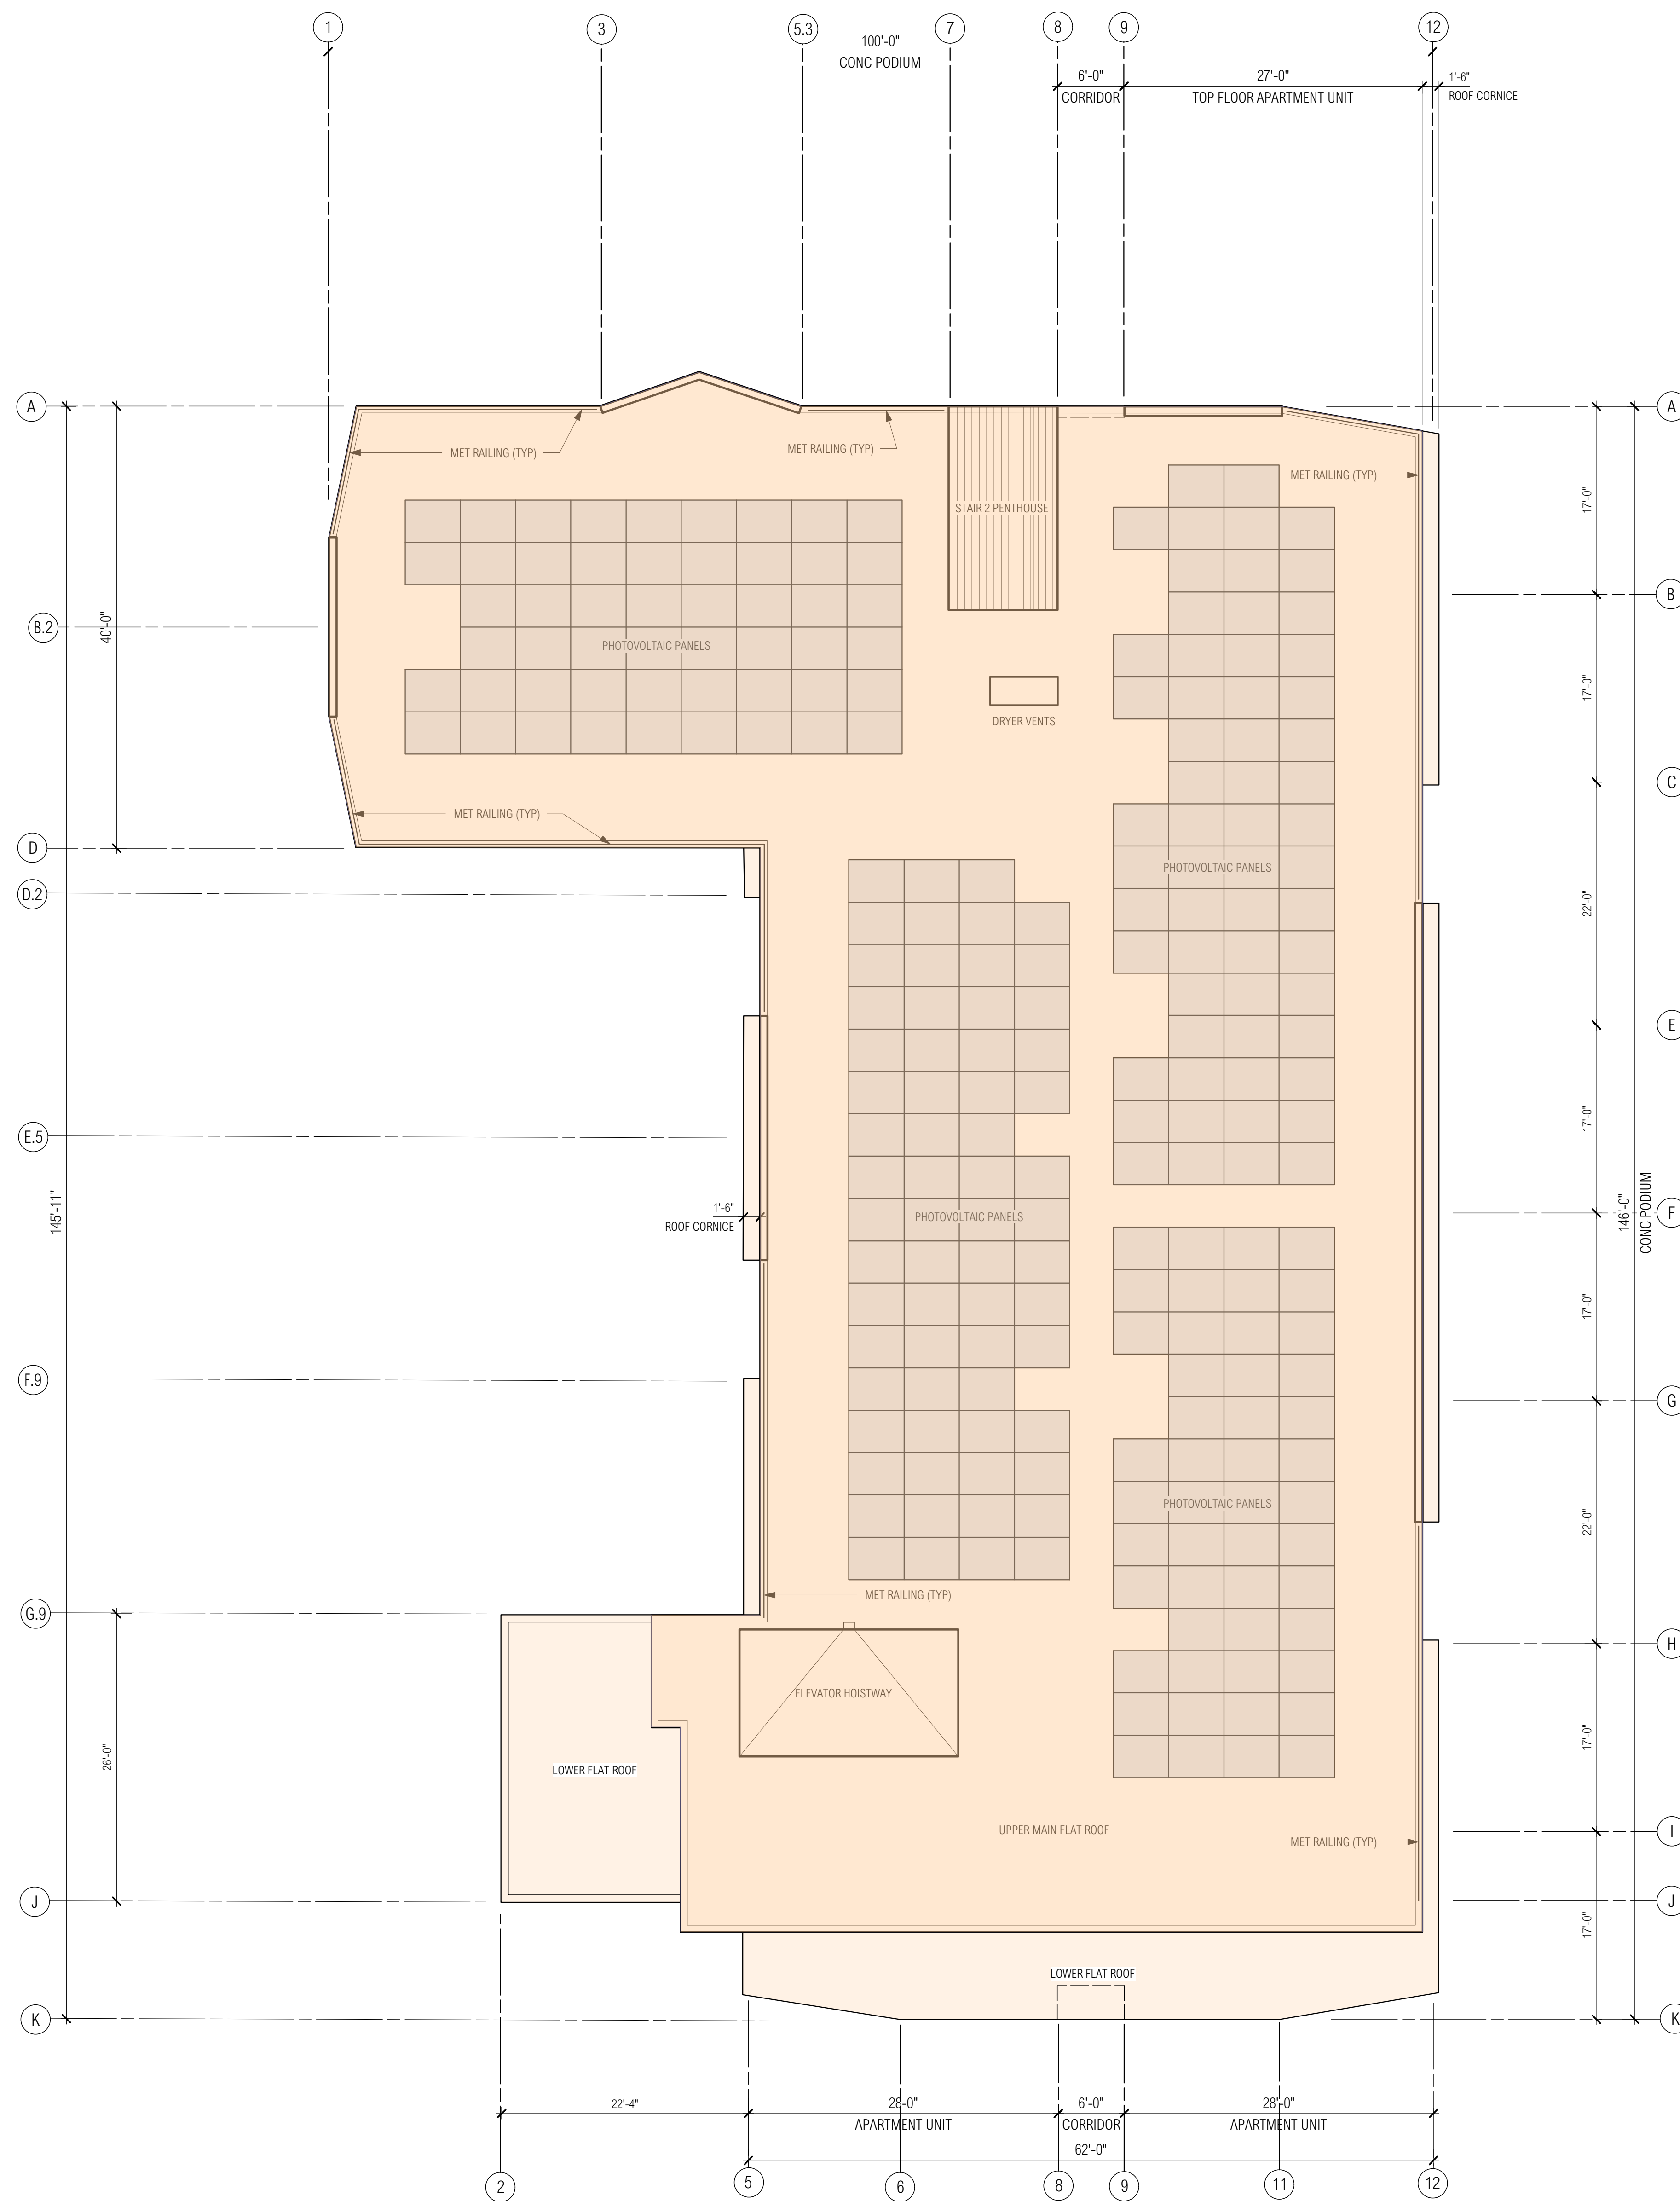 1
3
5.3
7
8
9
12
100'-0"
CONC PODIUM
6'-0"
27'-0"
1'-6"
CORRIDOR
TOP FLOOR APARTMENT UNIT
ROOF CORNICE
A
A
MET RAILING (TYP)
MET RAILING (TYP)
MET RAILING (TYP)
17'-0"
STAIR 2 PENTHOUSE
B
B.2
40'-0"
PHOTOVOLTAIC PANELS
17'-0"
DRYER VENTS
C
MET RAILING (TYP)
D
PHOTOVOLTAIC PANELS
D.2
22'-0"
E
E.5
17'-0"
145'-11"
1'-6"
ROOF CORNICE
PHOTOVOLTAIC PANELS
F
146'-0"
CONC PODIUM
17'-0"
F.9
G
PHOTOVOLTAIC PANELS
22'-0"
MET RAILING (TYP)
G.9
H
ELEVATOR HOISTWAY
26'-0"
LOWER FLAT ROOF
17'-0"
UPPER MAIN FLAT ROOF
MET RAILING (TYP)
I
J
J
17'-0"
LOWER FLAT ROOF
K
K
22'-4"
28-0"
6'-0"
28'-0"
APARTMENT UNIT
CORRIDOR
APARTMENT UNIT
62'-0"
2
5
6
8
9
11
12